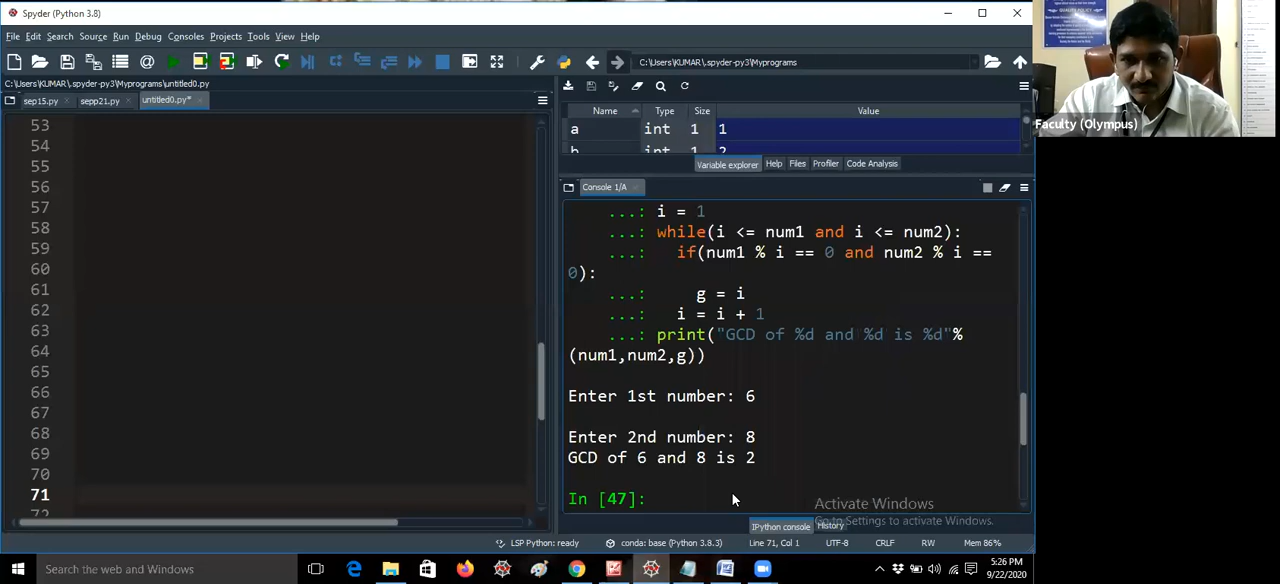 Spyder (Python 3.8)
File Edit Search Source Run Debug Consoles Projects Tools View Help
C:\Users\KUMAR\.spyder-py3\Myprograms
C:\Users\KUMAR\.spyder-py3\Myprograms\untitled0.py
sep15.py sepp21.py untitled0.py*
53
54
55
56
57
58
59
60
61
62
63
64
65
66
67
68
69
70
71
72
Name Type Size Value
a int 1 1
b int 1 2
Variable explorer Help Files Profiler Code Analysis
Console 1/A
...: i = 1
...: while(i <= num1 and i <= num2):
...: if(num1 % i == 0 and num2 % i ==
0):
...: g = i
...: i = i + 1
...: print("GCD of %d and %d is %d"%
(num1,num2,g))
Enter 1st number: 6
Enter 2nd number: 8
GCD of 6 and 8 is 2
In [47]:
Activate Windows
Go to Settings to activate Windows.
IPython console History
LSP Python: ready conda: base (Python 3.8.3) Line 71, Col 1 UTF-8 CRLF RW Mem 86%
Search the web and Windows
5:26 PM
9/22/2020
Faculty (Olympus)